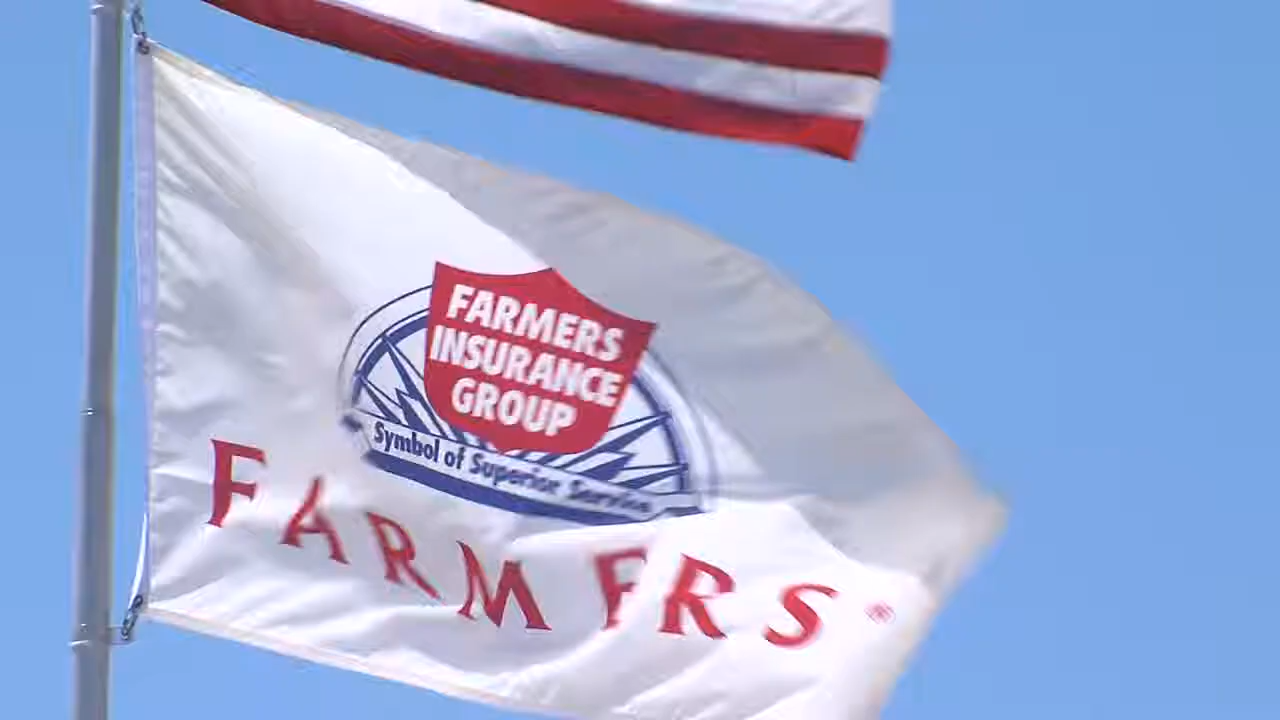 FARMERS
INSURANCE
GROUP
Symbol of Superior Service
FARMERS®